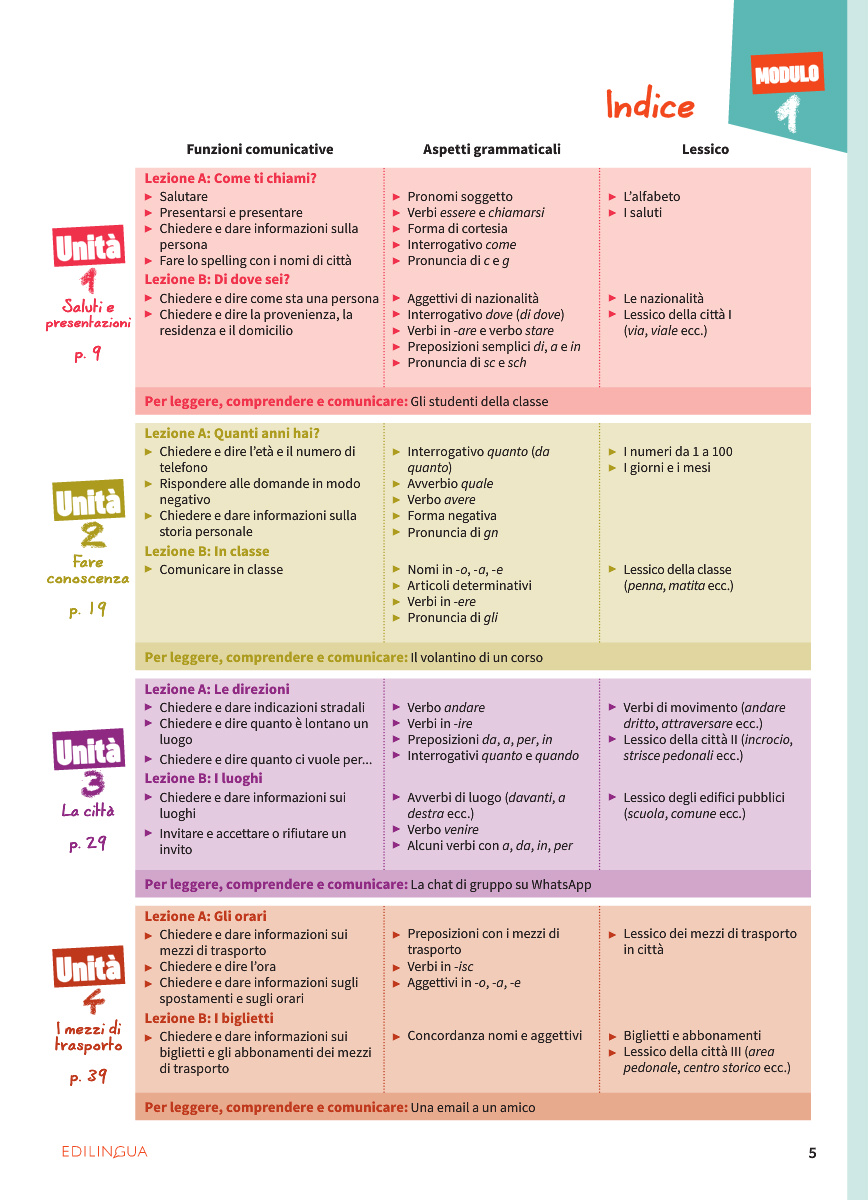 MODULO
1
Indice
Funzioni comunicative
Aspetti grammaticali
Lessico
Unità
1
Saluti e
presentazioni
p. 9
Lezione A: Come ti chiami?
► Salutare
► Presentarsi e presentare
► Chiedere e dare informazioni sulla
persona
► Fare lo spelling con i nomi di città
► Pronomi soggetto
► Verbi essere e chiamarsi
► Forma di cortesia
► Interrogativo come
► Pronuncia di c e g
► L'alfabeto
► I saluti
Lezione B: Di dove sei?
► Chiedere e dire come sta una persona
► Chiedere e dire la provenienza, la
residenza e il domicilio
► Aggettivi di nazionalità
► Interrogativo dove (di dove)
► Verbi in -are e verbo stare
► Preposizioni semplici di, a e in
► Pronuncia di sc e sch
► Le nazionalità
► Lessico della città I
(via, viale ecc.)
Per leggere, comprendere e comunicare: Gli studenti della classe
Unità
2
Fare
conoscenza
p. 19
Lezione A: Quanti anni hai?
► Chiedere e dire l'età e il numero di
telefono
► Rispondere alle domande in modo
negativo
► Chiedere e dare informazioni sulla
storia personale
► Interrogativo quanto (da
quanto)
► Avverbio quale
► Verbo avere
► Forma negativa
► Pronuncia di gn
► I numeri da 1 a 100
► I giorni e i mesi
Lezione B: In classe
► Comunicare in classe
► Nomi in -o, -a, -e
► Articoli determinativi
► Verbi in -ere
► Pronuncia di gli
► Lessico della classe
(penna, matita ecc.)
Per leggere, comprendere e comunicare: Il volantino di un corso
Unità
3
La città
p. 29
Lezione A: Le direzioni
► Chiedere e dare indicazioni stradali
► Chiedere e dire quanto è lontano un
luogo
► Chiedere e dire quanto ci vuole per...
► Verbo andare
► Verbi in -ire
► Preposizioni da, a, per, in
► Interrogativi quanto e quando
► Verbi di movimento (andare
dritto, attraversare ecc.)
► Lessico della città II (incrocio,
strisce pedonali ecc.)
Lezione B: I luoghi
► Chiedere e dare informazioni sui
luoghi
► Invitare e accettare o rifiutare un
invito
► Avverbi di luogo (davanti, a
destra ecc.)
► Verbo venire
► Alcuni verbi con a, da, in, per
► Lessico degli edifici pubblici
(scuola, comune ecc.)
Per leggere, comprendere e comunicare: La chat di gruppo su WhatsApp
Unità
4
I mezzi di
trasporto
p. 39
Lezione A: Gli orari
► Chiedere e dare informazioni sui
mezzi di trasporto
► Chiedere e dire l'ora
► Chiedere e dare informazioni sugli
spostamenti e sugli orari
► Preposizioni con i mezzi di
trasporto
► Verbi in -isc
► Aggettivi in -o, -a, -e
► Lessico dei mezzi di trasporto
in città
Lezione B: I biglietti
► Chiedere e dare informazioni sui
biglietti e gli abbonamenti dei mezzi
di trasporto
► Concordanza nomi e aggettivi
► Biglietti e abbonamenti
► Lessico della città III (area
pedonale, centro storico ecc.)
Per leggere, comprendere e comunicare: Una email a un amico
EDILINGUA
5